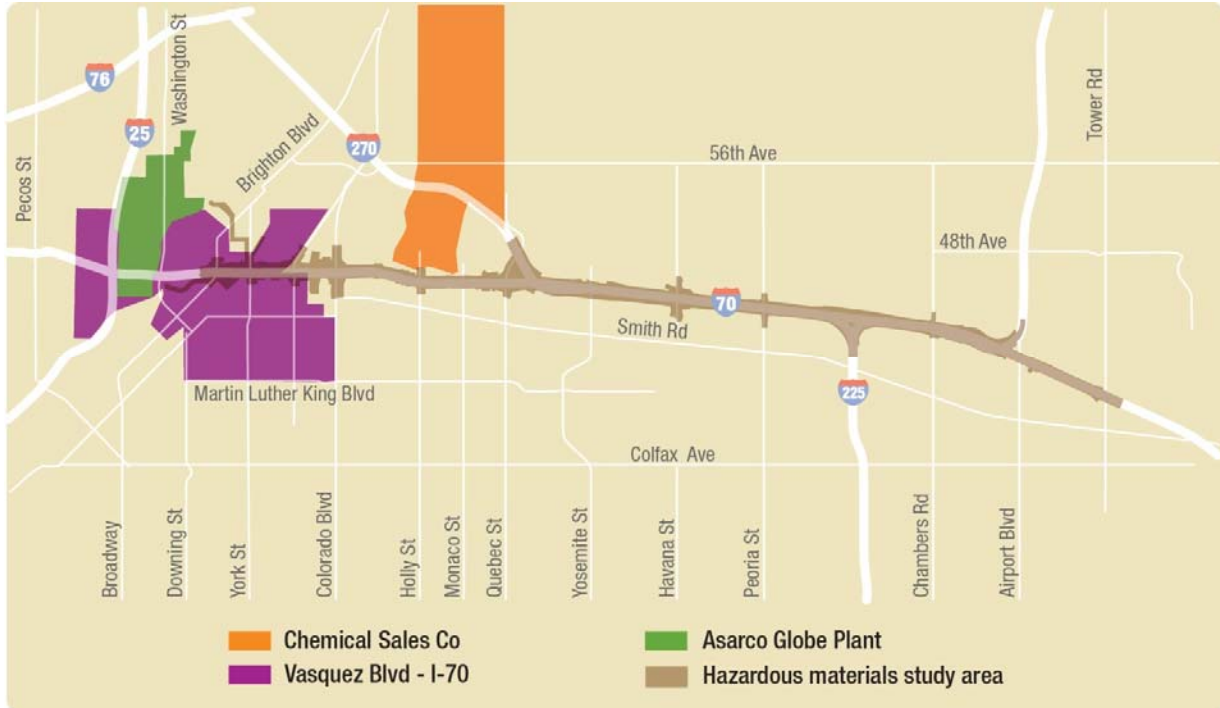 76
25
Washington St
Brighton Blvd
270
Pecos St
56th Ave
Tower Rd
48th Ave
70
Smith Rd
Martin Luther King Blvd
225
Colfax Ave
Broadway
Downing St
York St
Colorado Blvd
Holly St
Monaco St
Quebec St
Yosemite St
Havana St
Peoria St
Chambers Rd
Airport Blvd
Chemical Sales Co
Asarco Globe Plant
Vasquez Blvd - I-70
Hazardous materials study area